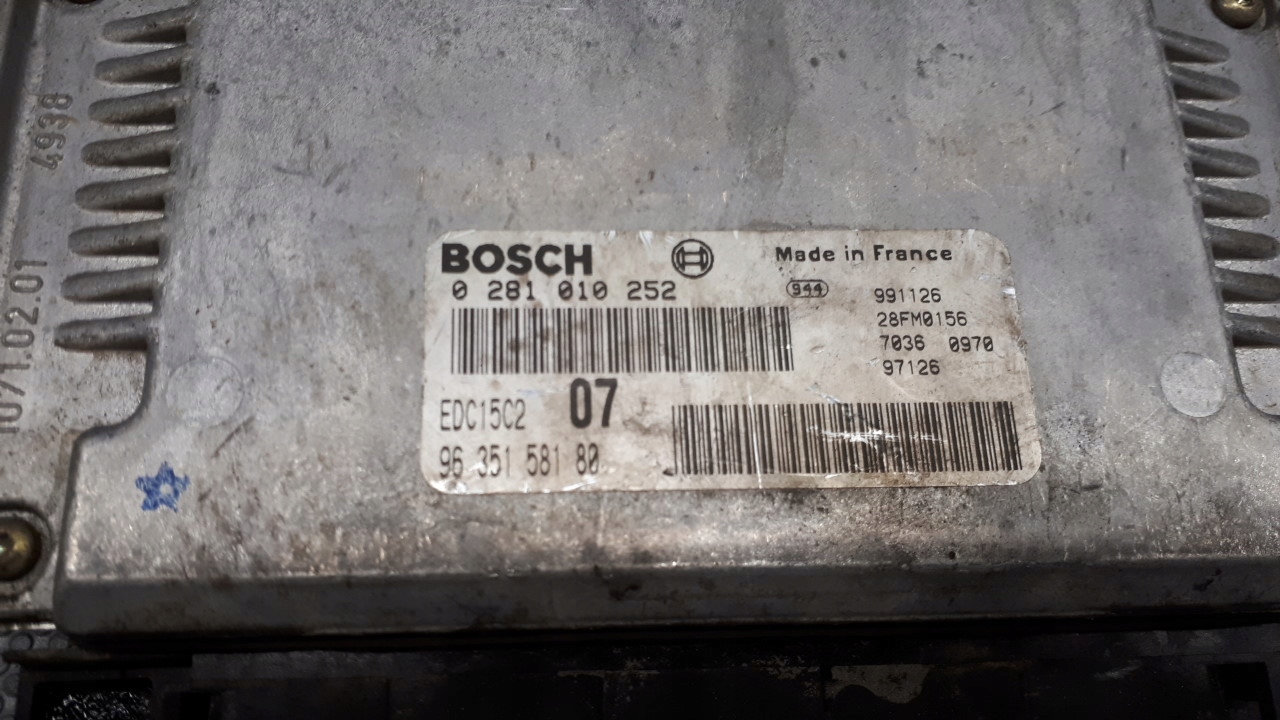 4938
1071.02.01
BOSCH
Made in France
0 281 010 252
944
991126
28FM0156
7036 0970
97126
EDC15C2 07
96 351 581 80